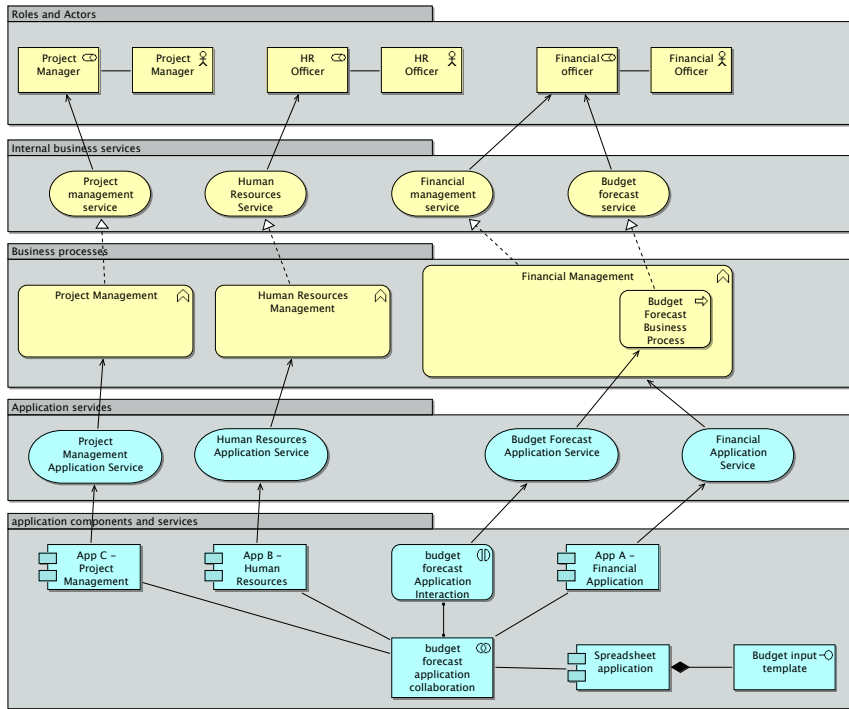 Roles and Actors
Project
Manager
Project
Manager
HR
Officer
HR
Officer
Financial
officer
Financial
Officer
Internal business services
Project
management
service
Human
Resources
Service
Financial
management
service
Budget
forecast
service
Business processes
Project Management
Human Resources
Management
Financial Management
Budget
Forecast
Business
Process
Application services
Project
Management
Application Service
Human Resources
Application Service
Budget Forecast
Application Service
Financial
Application
Service
application components and services
App C -
Project
Management
App B -
Human
Resources
budget
forecast
Application
Interaction
App A -
Financial
Application
budget
forecast
application
collaboration
Spreadsheet
application
Budget input
template